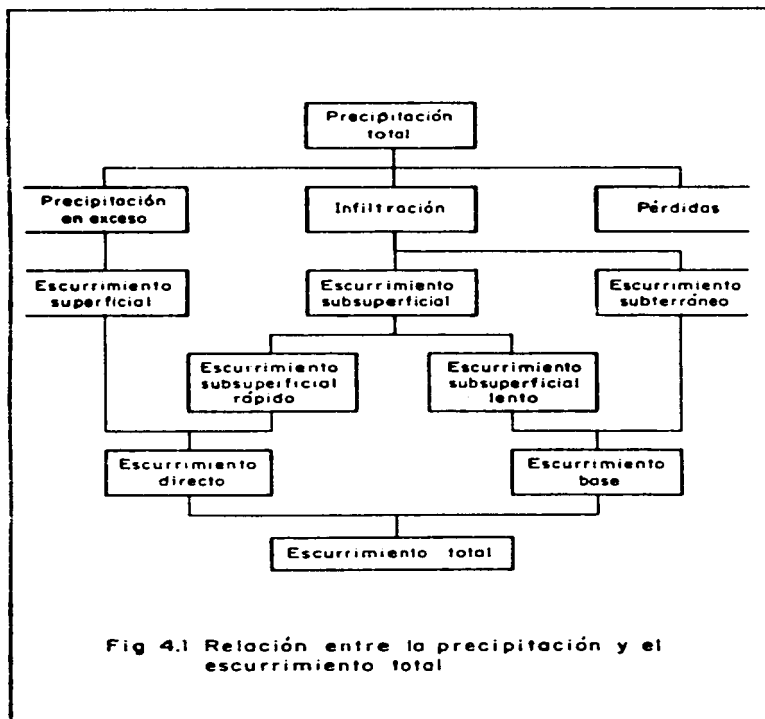 Precipitación
total
Precipitación
en exceso
Infiltración
Pérdidas
Escurrimiento
superficial
Escurrimiento
subsuperficial
Escurrimiento
subterráneo
Escurrimiento
subsuperficial
rápido
Escurrimiento
subsuperficial
lento
Escurrimiento
directo
Escurrimiento
base
Escurrimiento total
Fig 4.1 Relación entre la precipitación y el
escurrimiento total